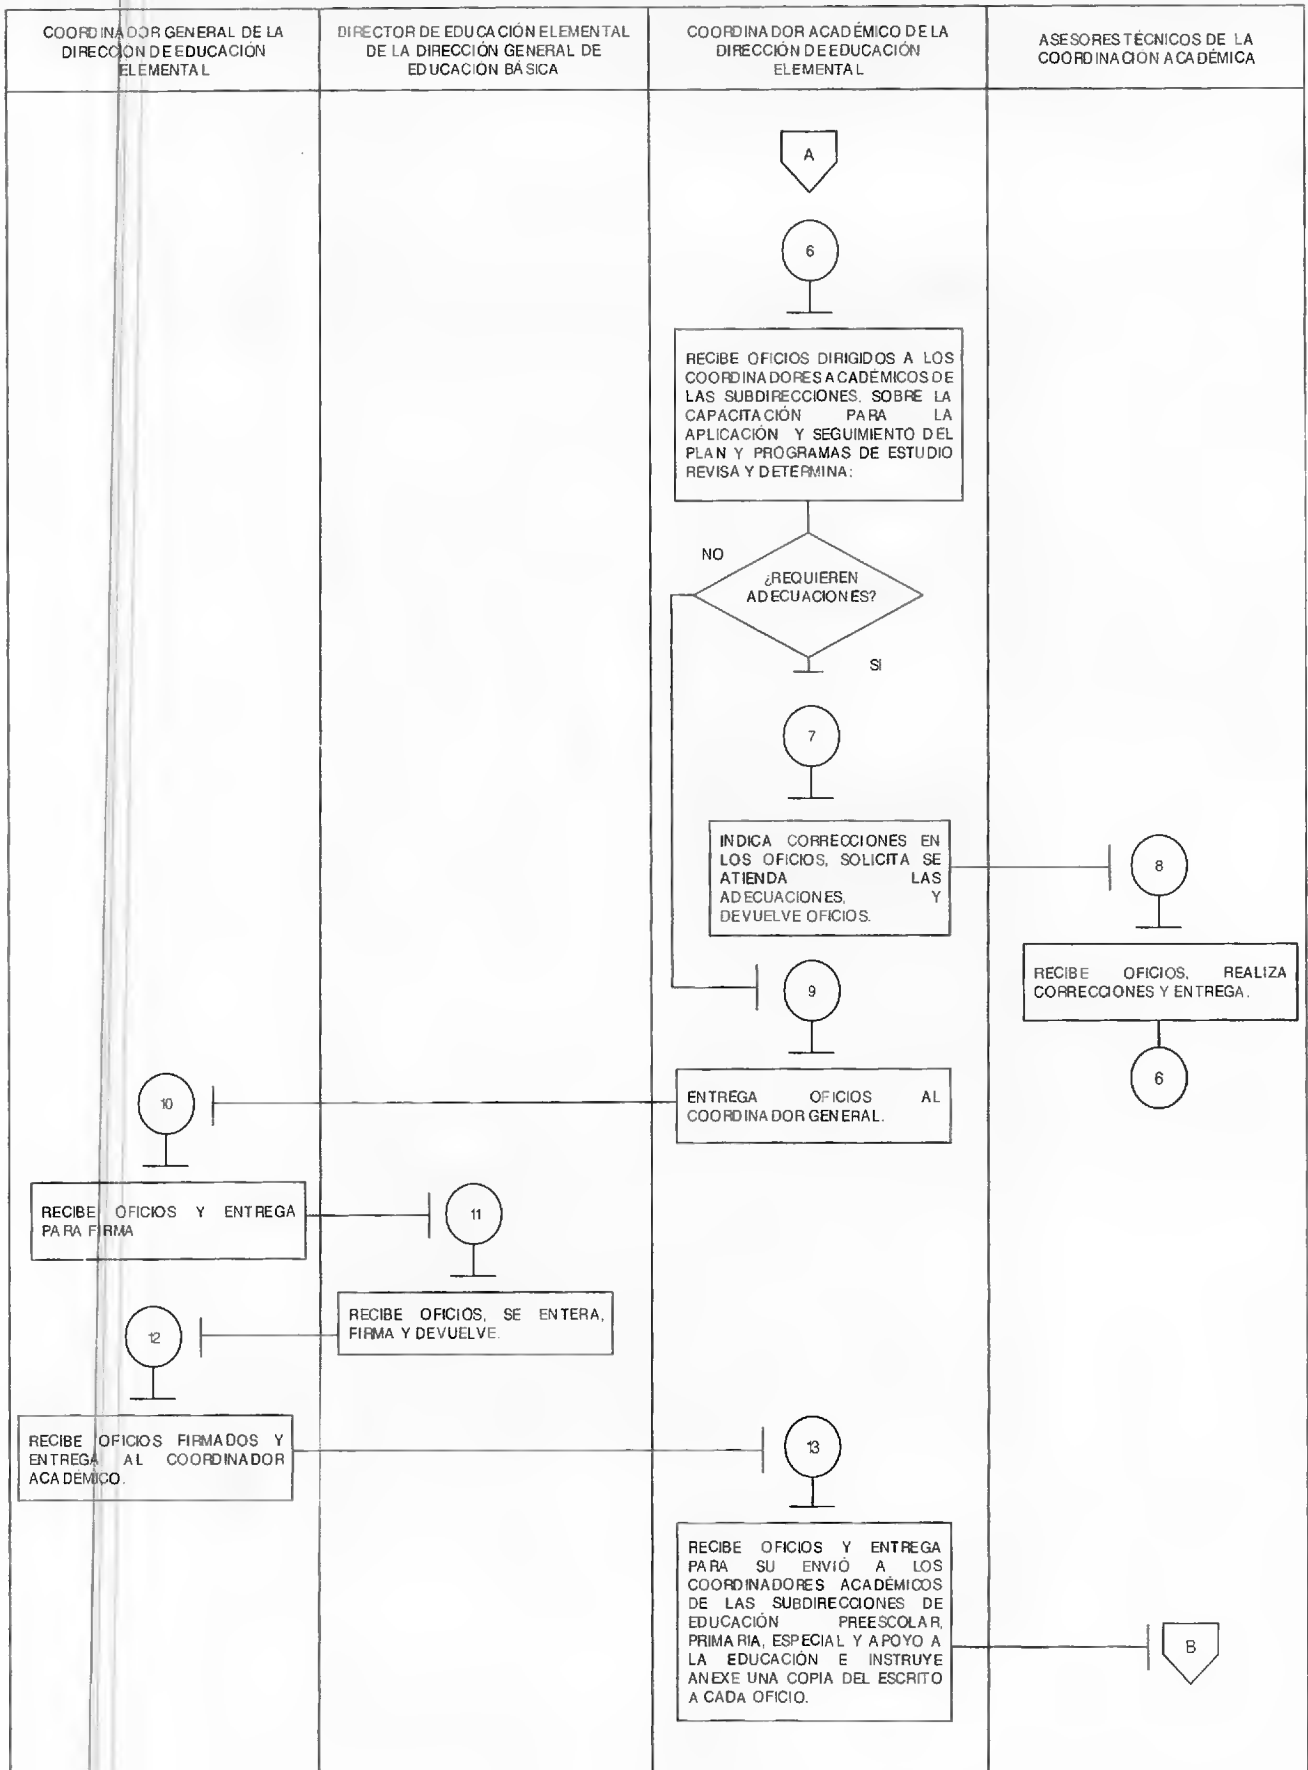 COORDINADOR GENERAL DE LA
DIRECCIÓN DE EDUCACIÓN
ELEMENTAL
DIRECTOR DE EDUCACIÓN ELEMENTAL
DE LA DIRECCIÓN GENERAL DE
EDUCACIÓN BÁSICA
COORDINADOR ACADÉMICO DE LA
DIRECCIÓN DE EDUCACIÓN
ELEMENTAL
ASESORES TÉCNICOS DE LA
COORDINACIÓN ACADÉMICA
A
6
RECIBE OFICIOS DIRIGIDOS A LOS
COORDINADORES ACADÉMICOS DE
LAS SUBDIRECCIONES, SOBRE LA
CAPACITACIÓN PARA LA
APLICACIÓN Y SEGUIMIENTO DEL
PLAN Y PROGRAMAS DE ESTUDIO
REVISA Y DETERMINA:
NO
¿REQUIEREN
ADECUACIONES?
SI
7
INDICA CORRECCIONES EN
LOS OFICIOS, SOLICITA SE
ATIENDA LAS
ADECUACIONES, Y
DEVUELVE OFICIOS.
8
RECIBE OFICIOS, REALIZA
CORRECCIONES Y ENTREGA.
6
9
ENTREGA OFICIOS AL
COORDINADOR GENERAL.
10
RECIBE OFICIOS Y ENTREGA
PARA FIRMA
11
RECIBE OFICIOS, SE ENTERA,
FIRMA Y DEVUELVE.
12
RECIBE OFICIOS FIRMADOS Y
ENTREGA AL COORDINADOR
ACADEMICO.
13
RECIBE OFICIOS Y ENTREGA
PARA SU ENVIÓ A LOS
COORDINADORES ACADÉMICOS
DE LAS SUBDIRECCIONES DE
EDUCACIÓN PREESCOLAR,
PRIMARIA, ESPECIAL Y APOYO A
LA EDUCACIÓN E INSTRUYE
ANEXE UNA COPIA DEL ESCRITO
A CADA OFICIO.
B